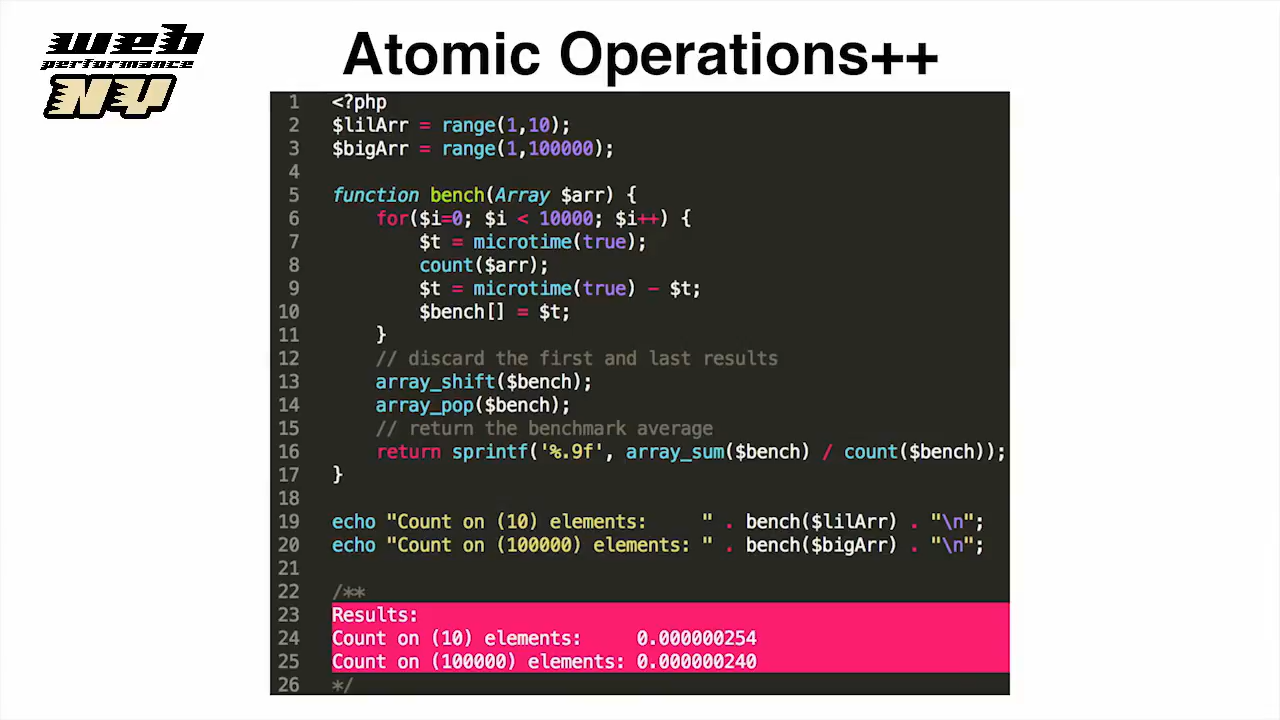 web
performance
NY
Atomic Operations++
1 <?php
2 $lilArr = range(1,10);
3 $bigArr = range(1,100000);
4
5 function bench(Array $arr) {
6     for($i=0; $i < 10000; $i++) {
7         $t = microtime(true);
8         count($arr);
9         $t = microtime(true) - $t;
10         $bench[] = $t;
11     }
12     // discard the first and last results
13     array_shift($bench);
14     array_pop($bench);
15     // return the benchmark average
16     return sprintf('%.9f', array_sum($bench) / count($bench));
17 }
18
19 echo "Count on (10) elements:     " . bench($lilArr) . "\n";
20 echo "Count on (100000) elements: " . bench($bigArr) . "\n";
21
22 /**
23 Results:
24 Count on (10) elements:     0.000000254
25 Count on (100000) elements: 0.000000240
26 */